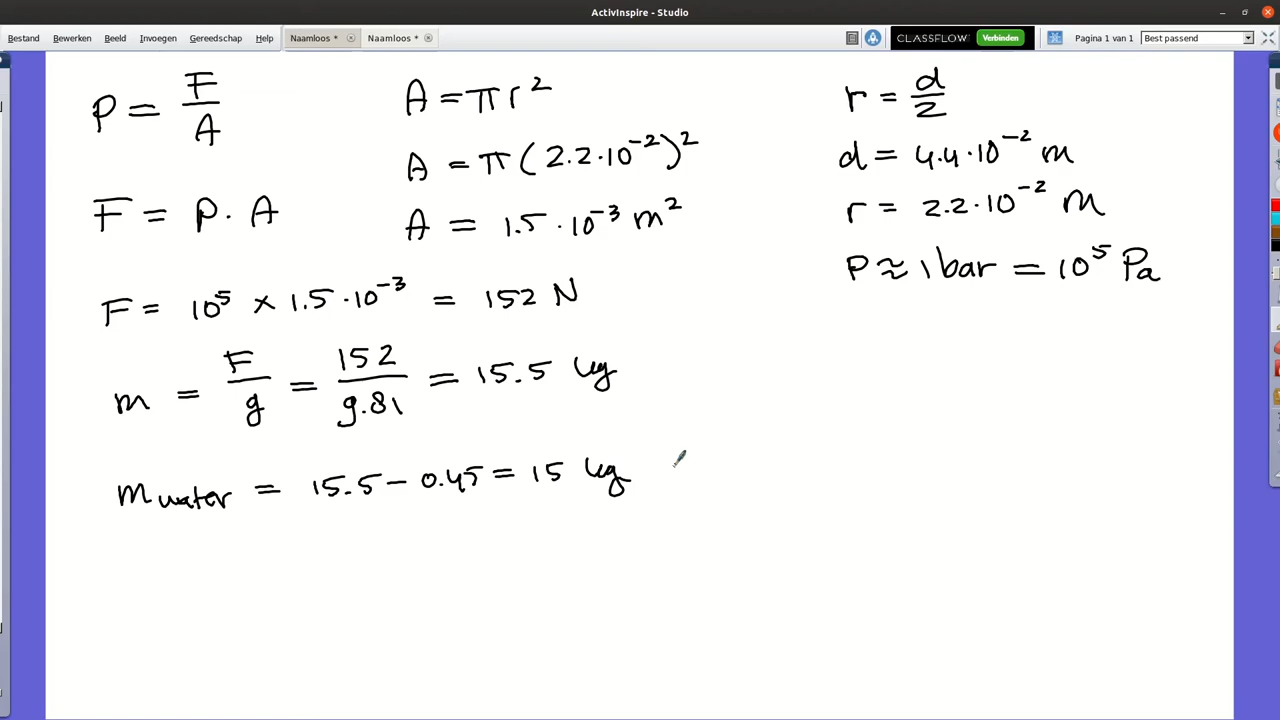 ActivInspire - Studio
Bestand Bewerken Beeld Invoegen Gereedschap Help Naamloos * Naamloos * CLASSFLOW Verbinden Pagina 1 van 1 Best passend
P = F/A
F = P. A
A = πr²
A = π(2.2·10⁻²)²
A = 1.5·10⁻³ m²
r = d/2
d = 4.4·10⁻² m
r = 2.2·10⁻² m
P ≈ 1 bar = 10⁵ Pa
F = 10⁵ × 1.5·10⁻³ = 152 N
m = F/g = 152/9.81 = 15.5 kg
m water = 15.5 - 0.45 = 15 kg